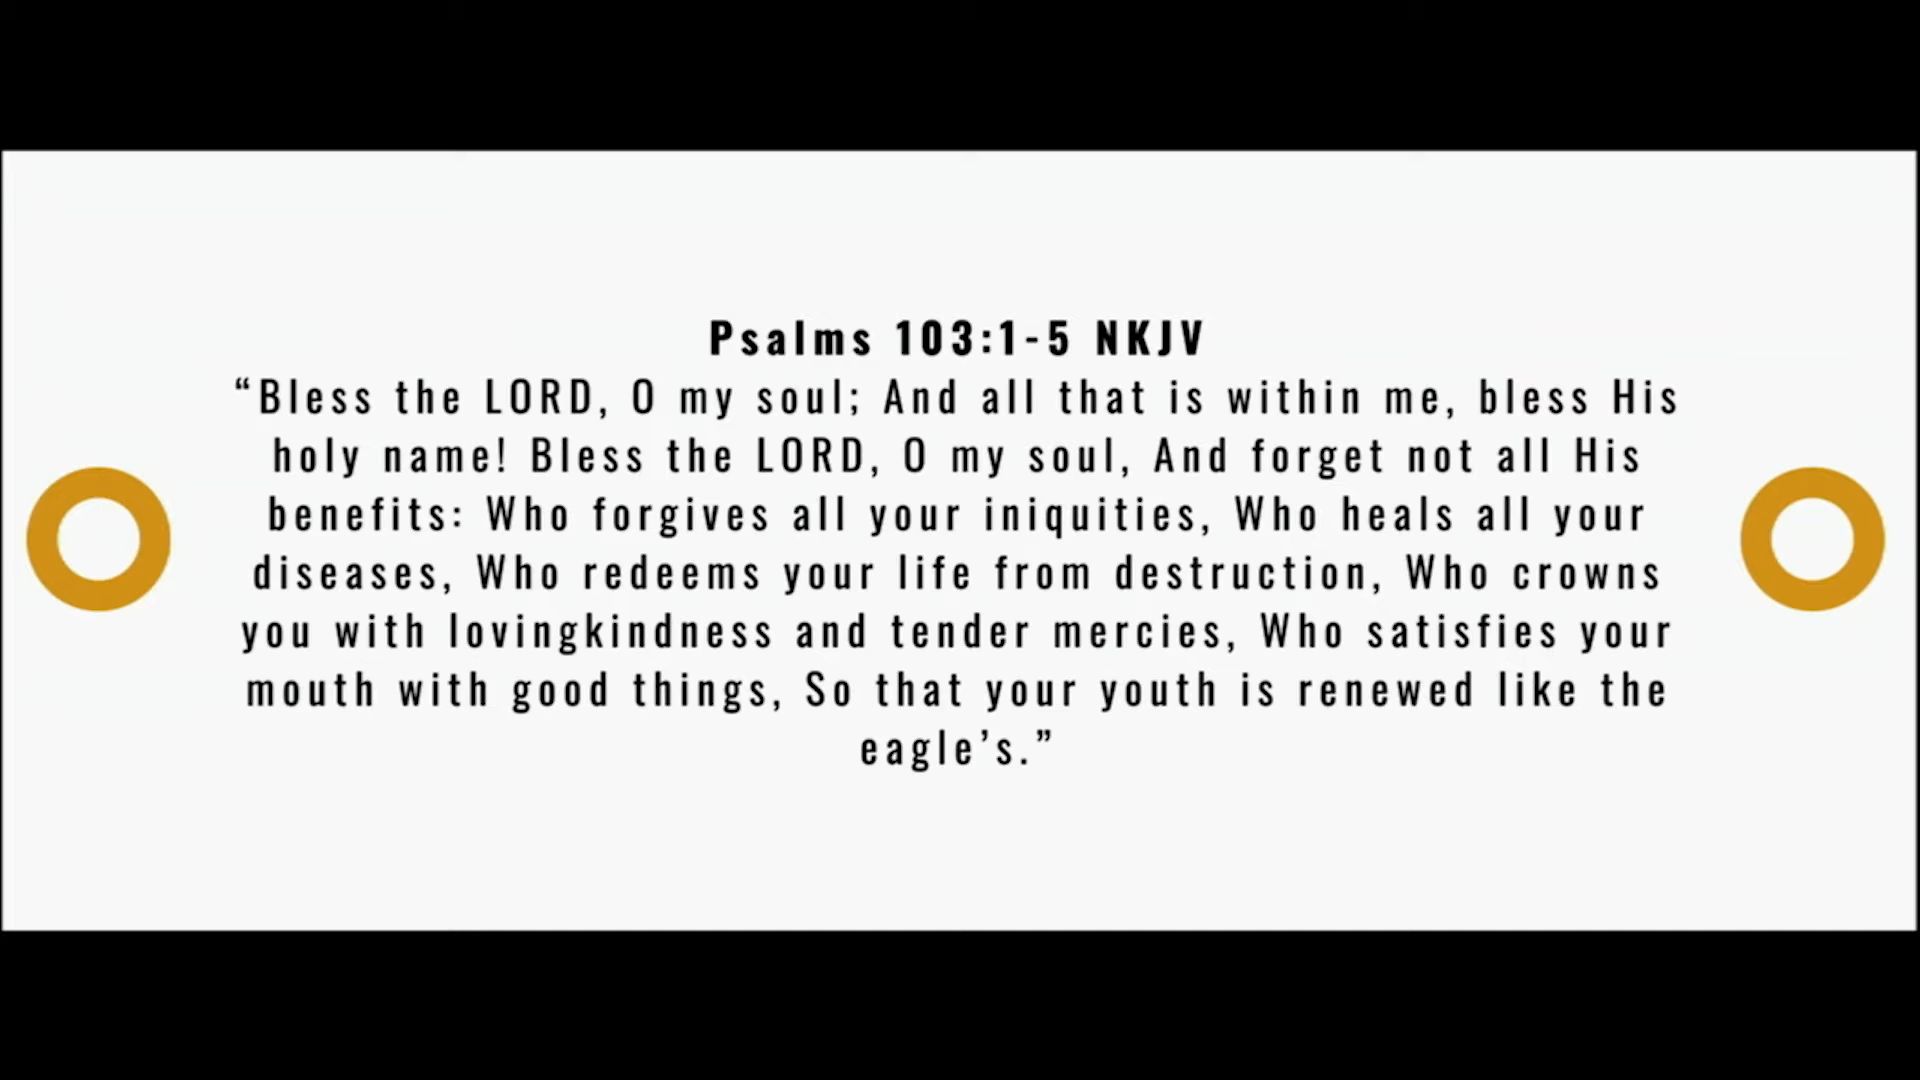 Psalms 103:1-5 NKJV
“Bless the LORD, O my soul; And all that is within me, bless His
holy name! Bless the LORD, O my soul, And forget not all His
benefits: Who forgives all your iniquities, Who heals all your
diseases, Who redeems your life from destruction, Who crowns
you with lovingkindness and tender mercies, Who satisfies your
mouth with good things, So that your youth is renewed like the
eagle’s.”